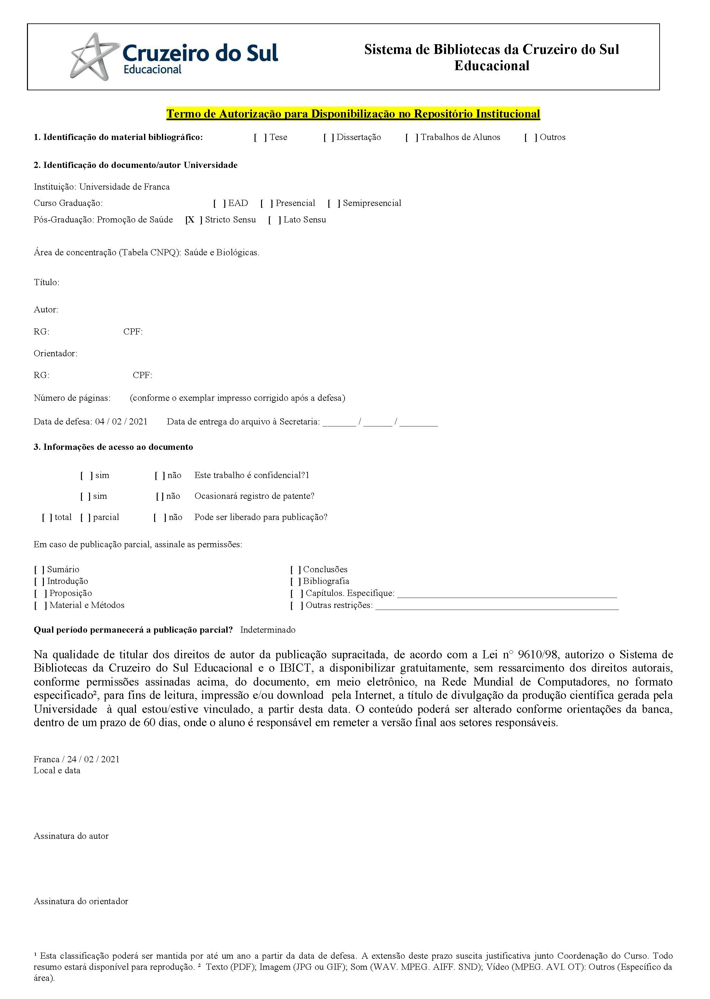 Cruzeiro do Sul
Educacional
Sistema de Bibliotecas da Cruzeiro do Sul
Educacional
Termo de Autorização para Disponibilização no Repositório Institucional
1. Identificação do material bibliográfico: [ ] Tese [ ] Dissertação [ ] Trabalhos de Alunos [ ] Outros
2. Identificação do documento/autor Universidade
Instituição: Universidade de Franca
Curso Graduação: [ ] EAD [ ] Presencial [ ] Semipresencial
Pós-Graduação: Promoção de Saúde [X ] Stricto Sensu [ ] Lato Sensu
Área de concentração (Tabela CNPQ): Saúde e Biológicas.
Título:
Autor:
RG: CPF:
Orientador:
RG: CPF:
Número de páginas: (conforme o exemplar impresso corrigido após a defesa)
Data de defesa: 04 / 02 / 2021 Data de entrega do arquivo à Secretaria: _______ / ______ / ________
3. Informações de acesso ao documento
[ ] sim [ ] não Este trabalho é confidencial?1
[ ] sim [ ] não Ocasionará registro de patente?
[ ] total [ ] parcial [ ] não Pode ser liberado para publicação?
Em caso de publicação parcial, assinale as permissões:
[ ] Sumário [ ] Conclusões
[ ] Introdução [ ] Bibliografia
[ ] Proposição [ ] Capítulos. Especifique: ______________________________________________
[ ] Material e Métodos [ ] Outras restrições: ___________________________________________________
Qual período permanecerá a publicação parcial? Indeterminado
Na qualidade de titular dos direitos de autor da publicação supracitada, de acordo com a Lei n° 9610/98, autorizo o Sistema de
Bibliotecas da Cruzeiro do Sul Educacional e o IBICT, a disponibilizar gratuitamente, sem ressarcimento dos direitos autorais,
conforme permissões assinadas acima, do documento, em meio eletrônico, na Rede Mundial de Computadores, no formato
especificado², para fins de leitura, impressão e/ou download pela Internet, a título de divulgação da produção científica gerada pela
Universidade à qual estou/estive vinculado, a partir desta data. O conteúdo poderá ser alterado conforme orientações da banca,
dentro de um prazo de 60 dias, onde o aluno é responsável em remeter a versão final aos setores responsáveis.
Franca / 24 / 02 / 2021
Local e data
Assinatura do autor
Assinatura do orientador
¹ Esta classificação poderá ser mantida por até um ano a partir da data de defesa. A extensão deste prazo suscita justificativa junto Coordenação do Curso. Todo
resumo estará disponível para reprodução. ² Texto (PDF); Imagem (JPG ou GIF); Som (WAV. MPEG. AIFF. SND); Vídeo (MPEG. AVI. OT): Outros (Específico da
área).